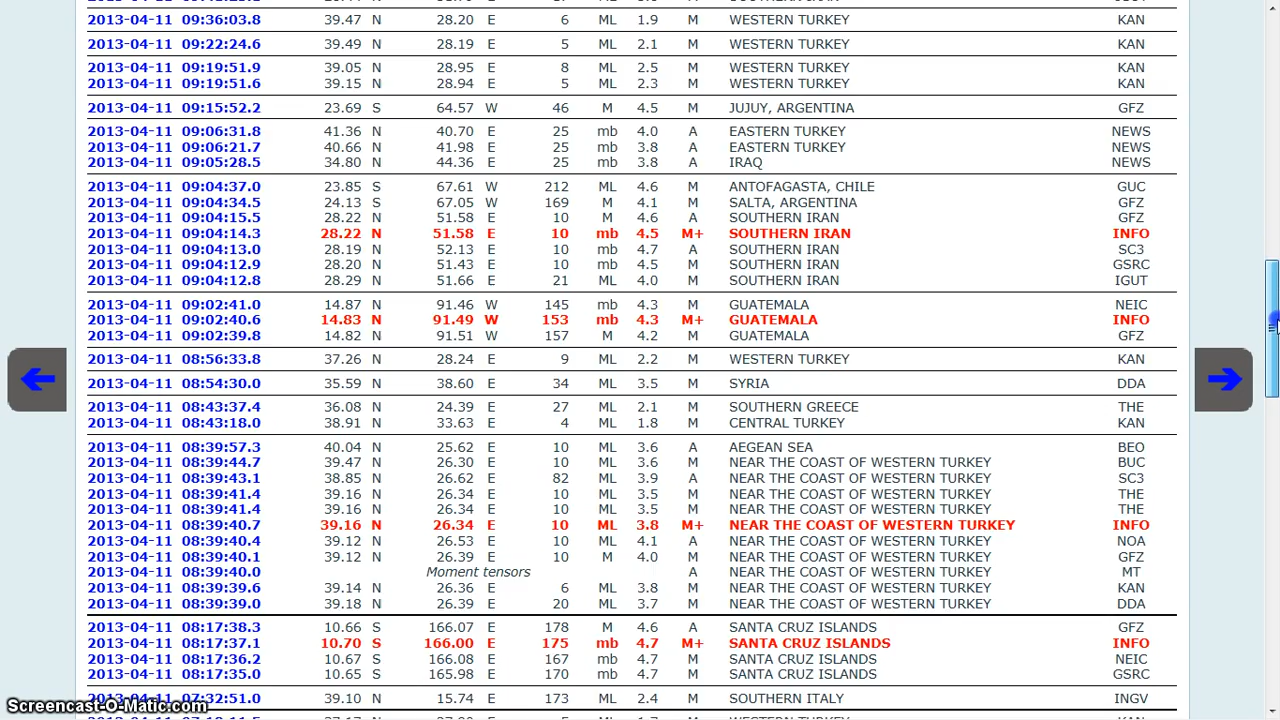 2013-04-11 09:36:03.8 39.47 N 28.20 E 6 ML 1.9 M WESTERN TURKEY KAN
2013-04-11 09:22:24.6 39.49 N 28.19 E 5 ML 2.1 M WESTERN TURKEY KAN
2013-04-11 09:19:51.9 39.05 N 28.95 E 8 ML 2.5 M WESTERN TURKEY KAN
2013-04-11 09:19:51.6 39.15 N 28.94 E 5 ML 2.3 M WESTERN TURKEY KAN
2013-04-11 09:15:52.2 23.69 S 64.57 W 46 M 4.5 M JUJUY, ARGENTINA GFZ
2013-04-11 09:06:31.8 41.36 N 40.70 E 25 mb 4.0 A EASTERN TURKEY NEWS
2013-04-11 09:06:21.7 40.66 N 41.98 E 25 mb 3.8 A EASTERN TURKEY NEWS
2013-04-11 09:05:28.5 34.80 N 44.36 E 25 mb 3.8 A IRAQ NEWS
2013-04-11 09:04:37.0 23.85 S 67.61 W 212 ML 4.6 M ANTOFAGASTA, CHILE GUC
2013-04-11 09:04:34.5 24.13 S 67.05 W 169 M 4.1 M SALTA, ARGENTINA GFZ
2013-04-11 09:04:15.5 28.22 N 51.58 E 10 M 4.6 A SOUTHERN IRAN GFZ
2013-04-11 09:04:14.3 28.22 N 51.58 E 10 mb 4.5 M+ SOUTHERN IRAN INFO
2013-04-11 09:04:13.0 28.19 N 52.13 E 10 mb 4.7 A SOUTHERN IRAN SC3
2013-04-11 09:04:12.9 28.20 N 51.43 E 10 mb 4.5 M SOUTHERN IRAN GSRC
2013-04-11 09:04:12.8 28.29 N 51.66 E 21 ML 4.0 M SOUTHERN IRAN IGUT
2013-04-11 09:02:41.0 14.87 N 91.46 W 145 mb 4.3 M GUATEMALA NEIC
2013-04-11 09:02:40.6 14.83 N 91.49 W 153 mb 4.3 M+ GUATEMALA INFO
2013-04-11 09:02:39.8 14.82 N 91.51 W 157 M 4.2 M GUATEMALA GFZ
2013-04-11 08:56:33.8 37.26 N 28.24 E 9 ML 2.2 M WESTERN TURKEY KAN
2013-04-11 08:54:30.0 35.59 N 38.60 E 34 ML 3.5 M SYRIA DDA
2013-04-11 08:43:37.4 36.08 N 24.39 E 27 ML 2.1 M SOUTHERN GREECE THE
2013-04-11 08:43:18.0 38.91 N 33.63 E 4 ML 1.8 M CENTRAL TURKEY KAN
2013-04-11 08:39:57.3 40.04 N 25.62 E 10 ML 3.6 A AEGEAN SEA BEO
2013-04-11 08:39:44.7 39.47 N 26.30 E 10 ML 3.6 M NEAR THE COAST OF WESTERN TURKEY BUC
2013-04-11 08:39:43.1 38.85 N 26.62 E 82 ML 3.9 A NEAR THE COAST OF WESTERN TURKEY SC3
2013-04-11 08:39:41.4 39.16 N 26.34 E 10 ML 3.5 M NEAR THE COAST OF WESTERN TURKEY THE
2013-04-11 08:39:41.4 39.16 N 26.34 E 10 ML 3.5 M NEAR THE COAST OF WESTERN TURKEY THE
2013-04-11 08:39:40.7 39.16 N 26.34 E 10 ML 3.8 M+ NEAR THE COAST OF WESTERN TURKEY INFO
2013-04-11 08:39:40.4 39.12 N 26.53 E 10 ML 4.1 A NEAR THE COAST OF WESTERN TURKEY NOA
2013-04-11 08:39:40.1 39.12 N 26.39 E 10 M 4.0 M NEAR THE COAST OF WESTERN TURKEY GFZ
2013-04-11 08:39:40.0 Moment tensors A NEAR THE COAST OF WESTERN TURKEY MT
2013-04-11 08:39:39.6 39.14 N 26.36 E 6 ML 3.8 M NEAR THE COAST OF WESTERN TURKEY KAN
2013-04-11 08:39:39.0 39.18 N 26.39 E 20 ML 3.7 M NEAR THE COAST OF WESTERN TURKEY DDA
2013-04-11 08:17:38.3 10.66 S 166.07 E 178 M 4.6 A SANTA CRUZ ISLANDS GFZ
2013-04-11 08:17:37.1 10.70 S 166.00 E 175 mb 4.7 M+ SANTA CRUZ ISLANDS INFO
2013-04-11 08:17:36.2 10.67 S 166.08 E 167 mb 4.7 M SANTA CRUZ ISLANDS NEIC
2013-04-11 08:17:35.0 10.65 S 165.98 E 170 mb 4.7 M SANTA CRUZ ISLANDS GSRC
2013-04-11 07:32:51.0 39.10 N 15.74 E 173 ML 2.4 M SOUTHERN ITALY INGV
Screencast-O-Matic.com